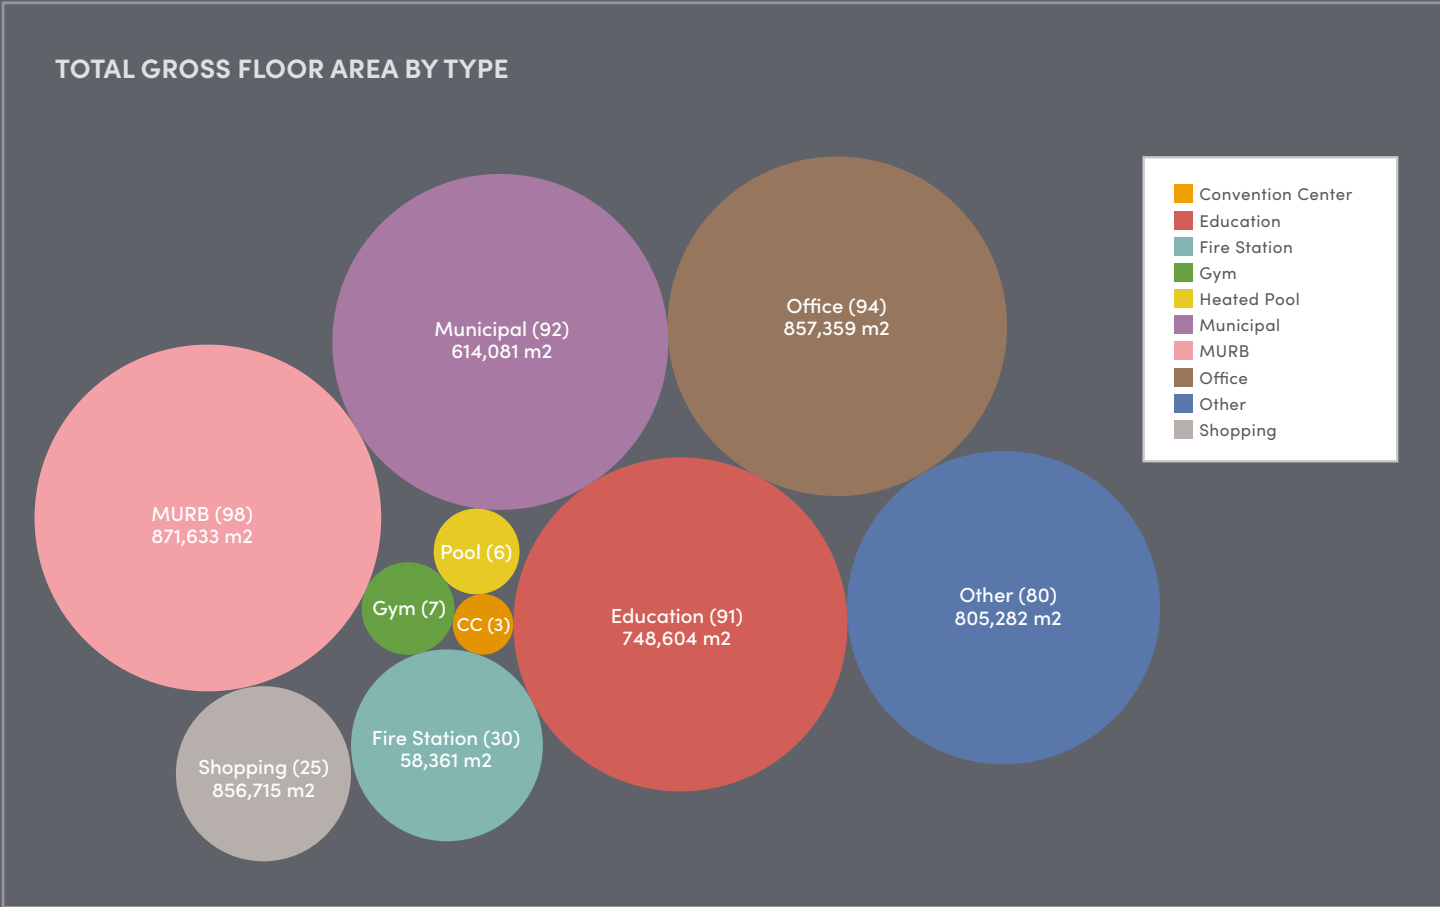 TOTAL GROSS FLOOR AREA BY TYPE
Municipal (92)
614,081 m2
Office (94)
857,359 m2
MURB (98)
871,633 m2
Pool (6)
Gym (7)
CC (3)
Education (91)
748,604 m2
Other (80)
805,282 m2
Fire Station (30)
58,361 m2
Shopping (25)
856,715 m2
Convention Center
Education
Fire Station
Gym
Heated Pool
Municipal
MURB
Office
Other
Shopping